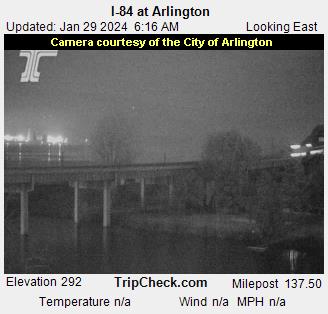 I-84 at Arlington
Updated: Jan 29 2024 6:16 AM Looking East
Camera courtesy of the City of Arlington
Elevation 292 TripCheck.com Milepost 137.50
Temperature n/a Wind n/a MPH n/a